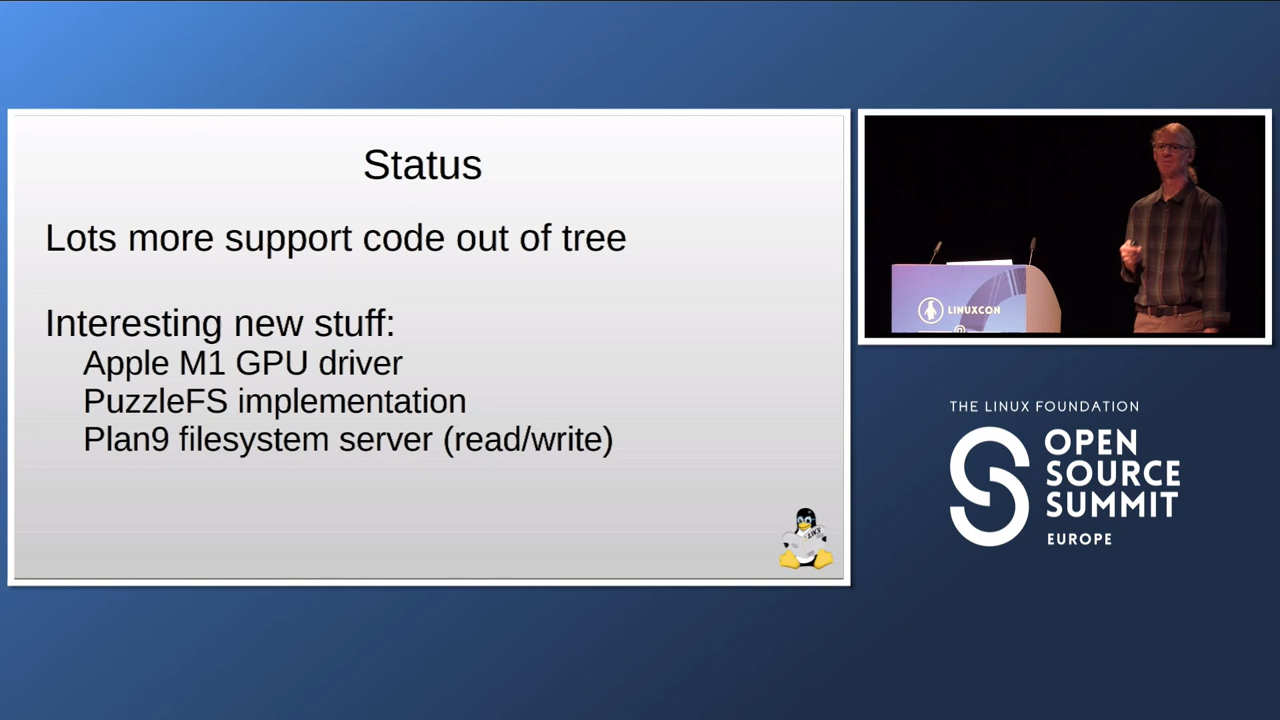 Status
Lots more support code out of tree
Interesting new stuff:
Apple M1 GPU driver
PuzzleFS implementation
Plan9 filesystem server (read/write)
LINUXCON
THE LINUX FOUNDATION
OPEN
SOURCE
SUMMIT
EUROPE